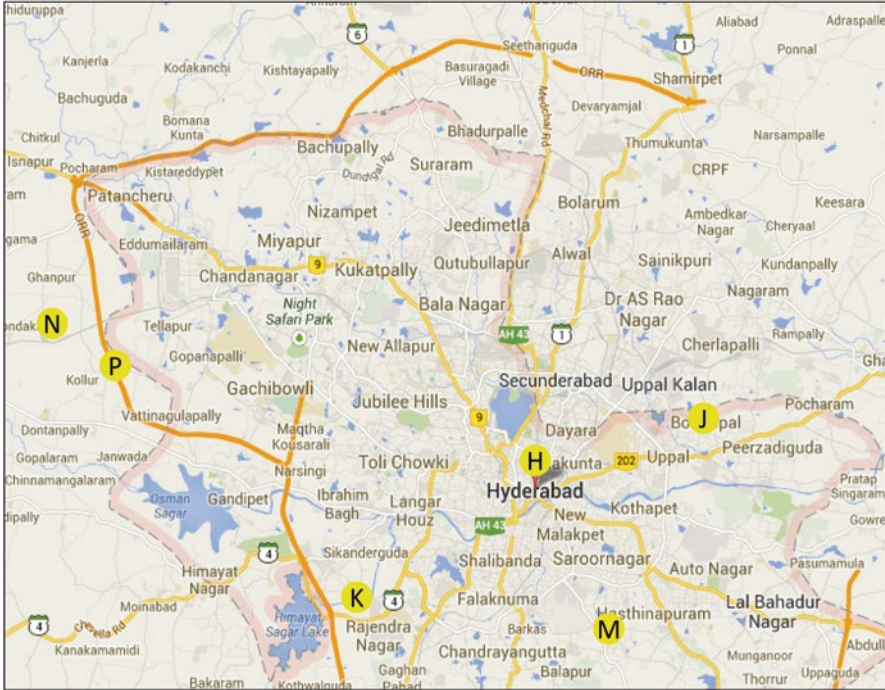 Chiduruppa
Aliabad
Adraspalle
6
Seethariguda
1
Ponnal
Kanjerla
Kodakanchi
Kishtayapally
Basuragadi
Village
ORR
Shamirpet
Bachuguda
Medchal Rd
Devaryamjal
Bomana
Kunta
Bhadurpalle
Chitkul
Bachupally
Thumukunta
Narsampalle
Isnapur
Pocharam
Kistareddypet
Dundigal Rd
Suraram
CRPF
Patancheru
Nizampet
Bolarum
Keesara
ORR
Jeedimetla
Ambedkar
Nagar
Cheryaal
Eddumailaram
Miyapur
Qutubullapur
Alwal
Sainikpuri
Kundanpally
Ghanpur
Chandanagar
9
Kukatpally
Nagaram
Night
Safari Park
Bala Nagar
Dr AS Rao
Nagar
N
Tellapur
AH 43
1
Rampally
New Allapur
Cherlapalli
Gopanapalli
P
Kollur
Gachibowli
Secunderabad
Uppal Kalan
Jubilee Hills
9
J
Pocharam
Vattinagulapally
Maqtha
Kousarali
Dayara
Dontanpally
H
202
Uppal
Peerzadiguda
Gopalaram
Janwada
Narsingi
Toli Chowki
Chinnamangalaram
Hyderabad
Pratap
Singaram
Osman
Sagar
Gandipet
Ibrahim
Bagh
Langar
Houz
New
Malakpet
Kothapet
AH 43
4
Sikanderguda
Shalibanda
Saroornagar
Pasumamula
Himayat
Nagar
Auto Nagar
K
4
Moinabad
Falaknuma
Hasthinapuram
Lal Bahadur
Nagar
Himayat
Sagar Lake
M
4
Rajendra
Nagar
Barkas
Kanakamamidi
Chandrayangutta
Munganoor
Gaghan
Pahad
Balapur
Thorrur
Uppaguda
Bakaram
Kothwalguda